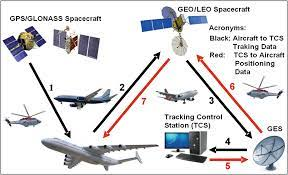 GPS/GLONASS Spacecraft
GEO/LEO Spacecraft
Acronyms:
Black: Aircraft to TCS
Traking Data
Red: TCS to Aircraft
Positioning
Data
1
2
7
3
6
Tracking Control
Station (TCS)
GES
4
5